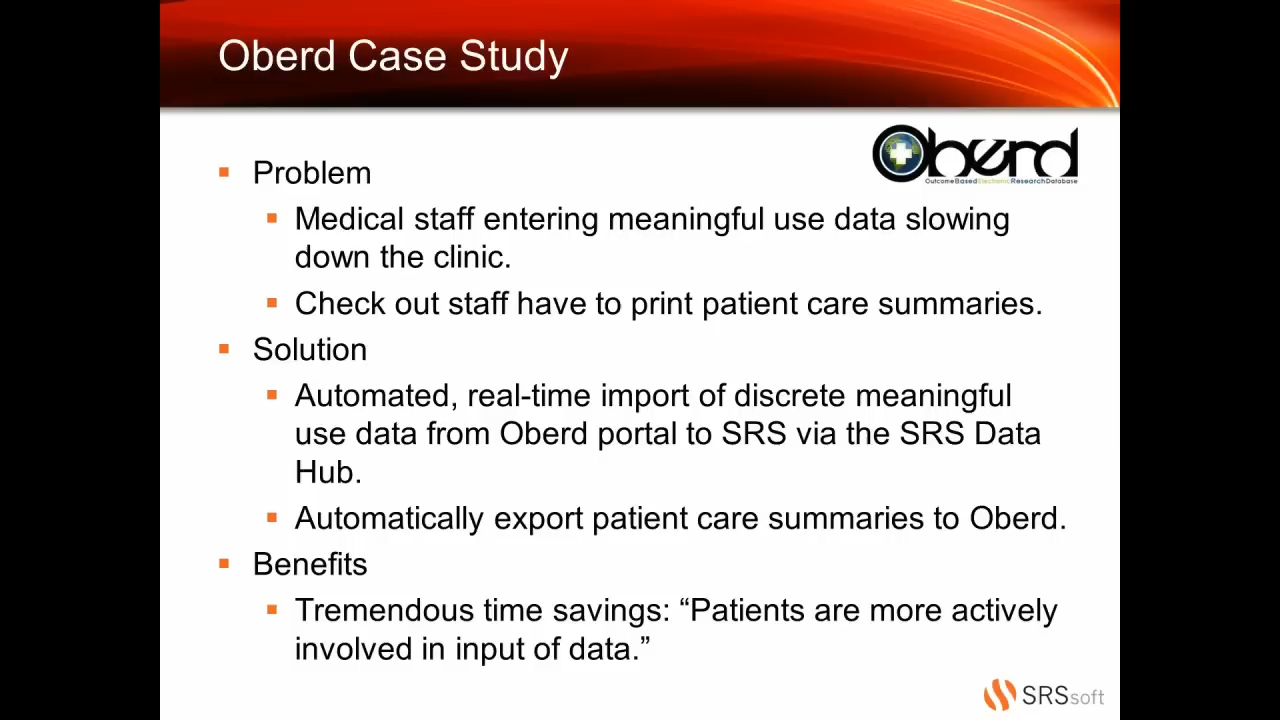 Oberd Case Study
Oberd
OutcomeBasedElectronicResearchDatabase
Problem
Medical staff entering meaningful use data slowing
down the clinic.
Check out staff have to print patient care summaries.
Solution
Automated, real-time import of discrete meaningful
use data from Oberd portal to SRS via the SRS Data
Hub.
Automatically export patient care summaries to Oberd.
Benefits
Tremendous time savings: “Patients are more actively
involved in input of data.”
SRSsoft